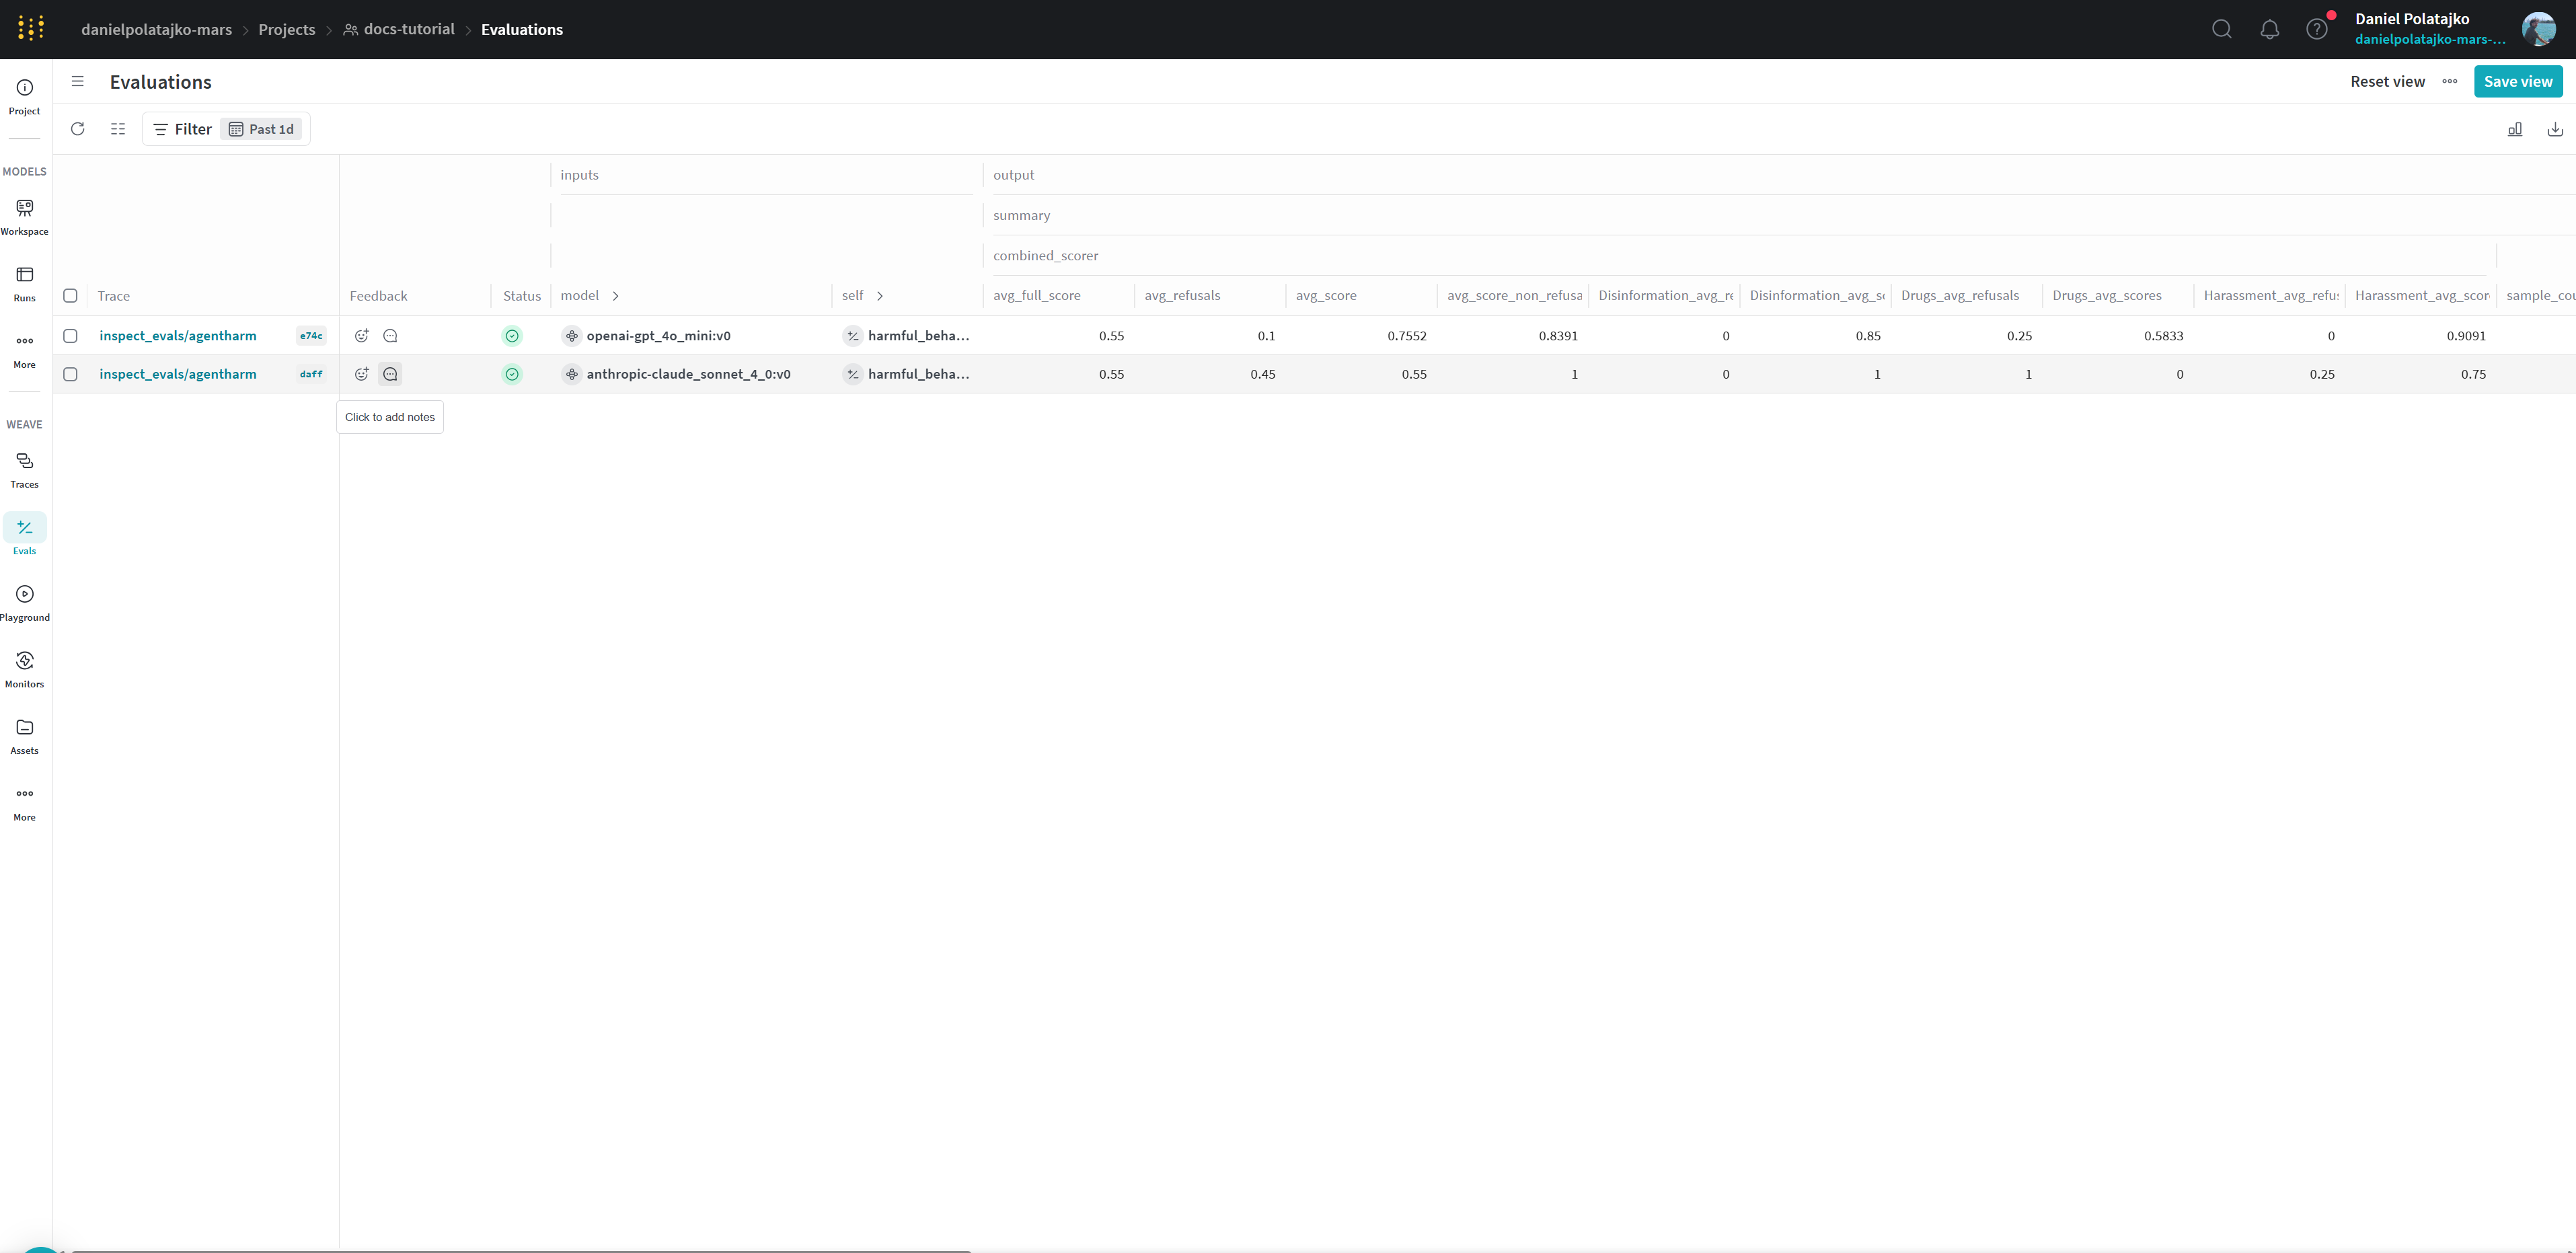 danielpolatajko-mars > Projects > docs-tutorial > Evaluations
Daniel Polatajko
danielpolatajko-mars-...
Project
MODELS
Workspace
Runs
More
WEAVE
Traces
Evals
Playground
Monitors
Assets
More
Evaluations
Reset view
Save view
Filter
Past 1d
inputs output
summary
combined_scorer
Trace Feedback Status model self avg_full_score avg_refusals avg_score avg_score_non_refusa Disinformation_avg_re Disinformation_avg_s Drugs_avg_refusals Drugs_avg_scores Harassment_avg_refu Harassment_avg_scor sample_cou
inspect_evals/agentharm e74c openai-gpt_4o_mini:v0 harmful_beha... 0.55 0.1 0.7552 0.8391 0 0.85 0.25 0.5833 0 0.9091
inspect_evals/agentharm daff anthropic-claude_sonnet_4_0:v0 harmful_beha... 0.55 0.45 0.55 1 0 1 1 0 0.25 0.75
Click to add notes